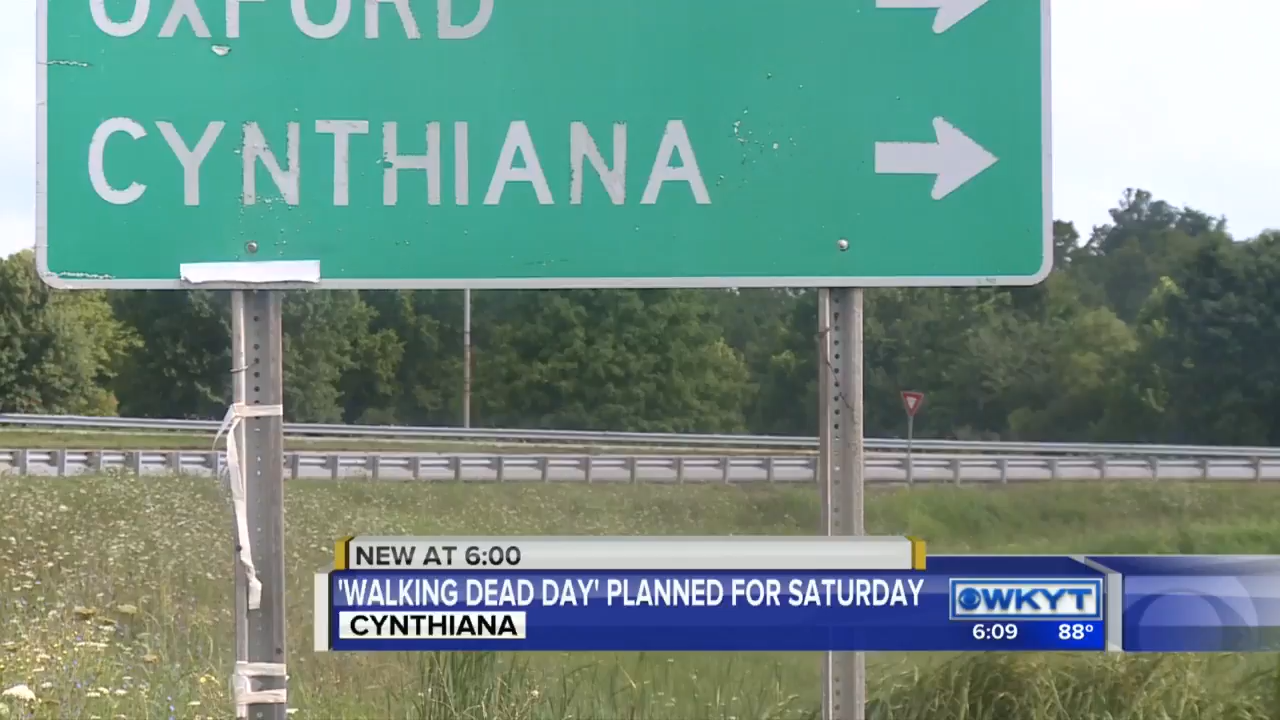 OXFORD
CYNTHIANA
NEW AT 6:00
'WALKING DEAD DAY' PLANNED FOR SATURDAY
CYNTHIANA
WKYT
6:09 88°